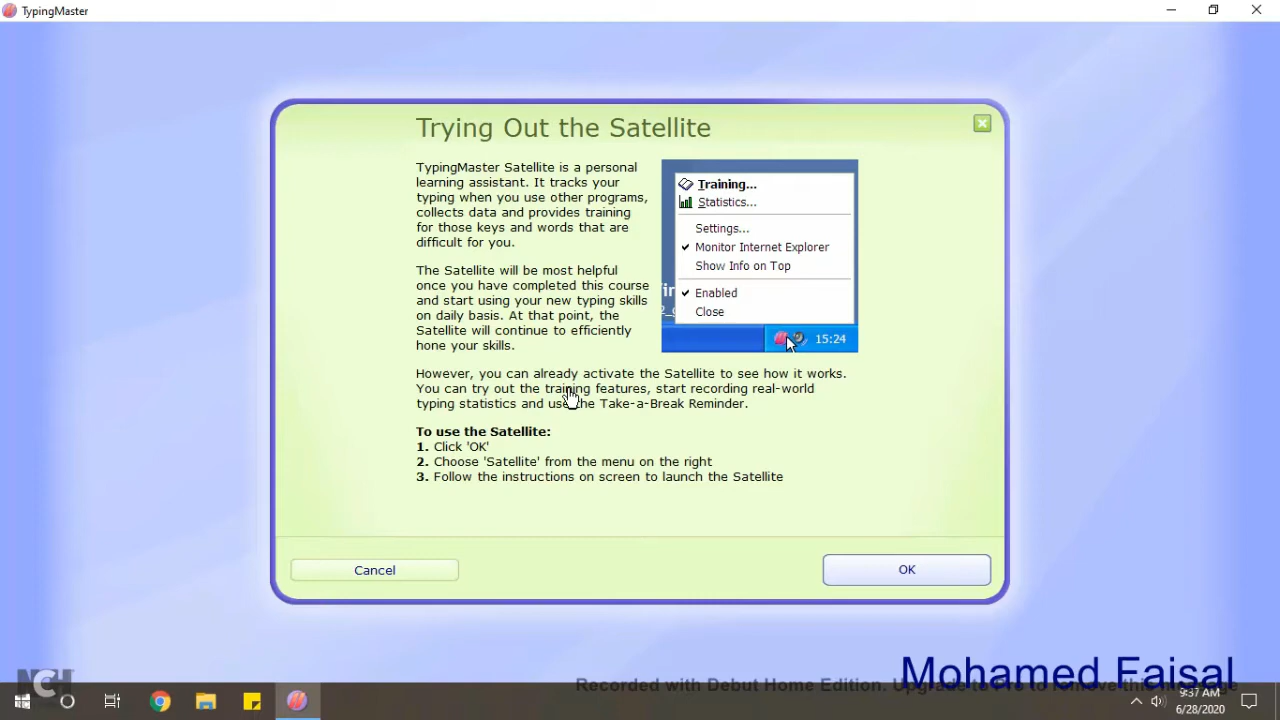 TypingMaster
Trying Out the Satellite
TypingMaster Satellite is a personal
learning assistant. It tracks your
typing when you use other programs,
collects data and provides training
for those keys and words that are
difficult for you.
The Satellite will be most helpful
once you have completed this course
and start using your new typing skills
on daily basis. At that point, the
Satellite will continue to efficiently
hone your skills.
Training...
Statistics...
Settings...
Monitor Internet Explorer
Show Info on Top
Enabled
Close
15:24
However, you can already activate the Satellite to see how it works.
You can try out the training features, start recording real-world
typing statistics and use the Take-a-Break Reminder.
To use the Satellite:
1. Click 'OK'
2. Choose 'Satellite' from the menu on the right
3. Follow the instructions on screen to launch the Satellite
Cancel
OK
Mohamed Faisal
NCH
Recorded with Debut Home Edition. Upgrade to Pro to remove this message
9:37 AM
6/28/2020